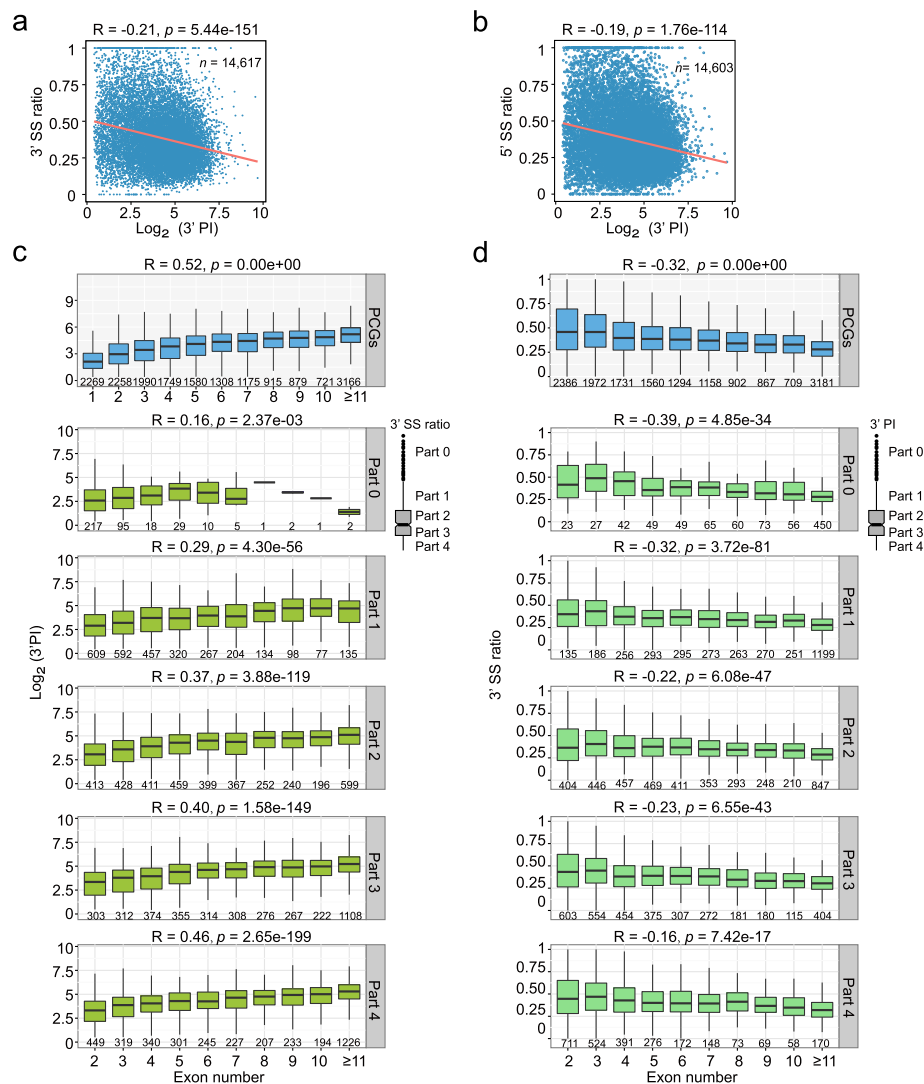 a
R = -0.21, p = 5.44e-151
n = 14,617
1
0.75
0.50
0.25
0
3' SS ratio
0 2.5 5 7.5 10
Log2 (3' PI)
b
R = -0.19, p = 1.76e-114
n= 14,603
1
0.75
0.50
0.25
0
5' SS ratio
0 2.5 5 7.5 10
Log2 (3' PI)
c
R = 0.52, p = 0.00e+00
9
6
3
0
PCGs
2269 2258 1990 1749 1580 1308 1175 915 879 721 3166
1 2 3 4 5 6 7 8 9 10 ≥11
R = 0.16, p = 2.37e-03
10
7.5
5
2.5
0
Part 0
217 95 18 29 10 5 1 2 1 2
3' SS ratio
Part 0
Part 1
Part 2
Part 3
Part 4
R = 0.29, p = 4.30e-56
10
7.5
5
2.5
0
Part 1
609 592 457 320 267 204 134 98 77 135
Log2 (3'PI)
R = 0.37, p = 3.88e-119
10
7.5
5
2.5
0
Part 2
413 428 411 459 399 367 252 240 196 599
R = 0.40, p = 1.58e-149
10
7.5
5
2.5
0
Part 3
303 312 374 355 314 308 276 267 222 1108
R = 0.46, p = 2.65e-199
10
7.5
5
2.5
0
Part 4
449 319 340 301 245 227 207 233 194 1226
2 3 4 5 6 7 8 9 10 ≥11
Exon number
d
R = -0.32, p = 0.00e+00
1
0.75
0.50
0.25
0
PCGs
2386 1972 1731 1560 1294 1158 902 867 709 3181
R = -0.39, p = 4.85e-34
1
0.75
0.50
0.25
0
Part 0
23 27 42 49 49 65 60 73 56 450
3' PI
Part 0
Part 1
Part 2
Part 3
Part 4
R = -0.32, p = 3.72e-81
1
0.75
0.50
0.25
0
Part 1
135 186 256 293 295 273 263 270 251 1199
3' SS ratio
R = -0.22, p = 6.08e-47
1
0.75
0.50
0.25
0
Part 2
404 446 457 469 411 353 293 248 210 847
R = -0.23, p = 6.55e-43
1
0.75
0.50
0.25
0
Part 3
603 554 454 375 307 272 181 180 115 404
R = -0.16, p = 7.42e-17
1
0.75
0.50
0.25
0
Part 4
711 524 391 276 172 148 73 69 58 170
2 3 4 5 6 7 8 9 10 ≥11
Exon number